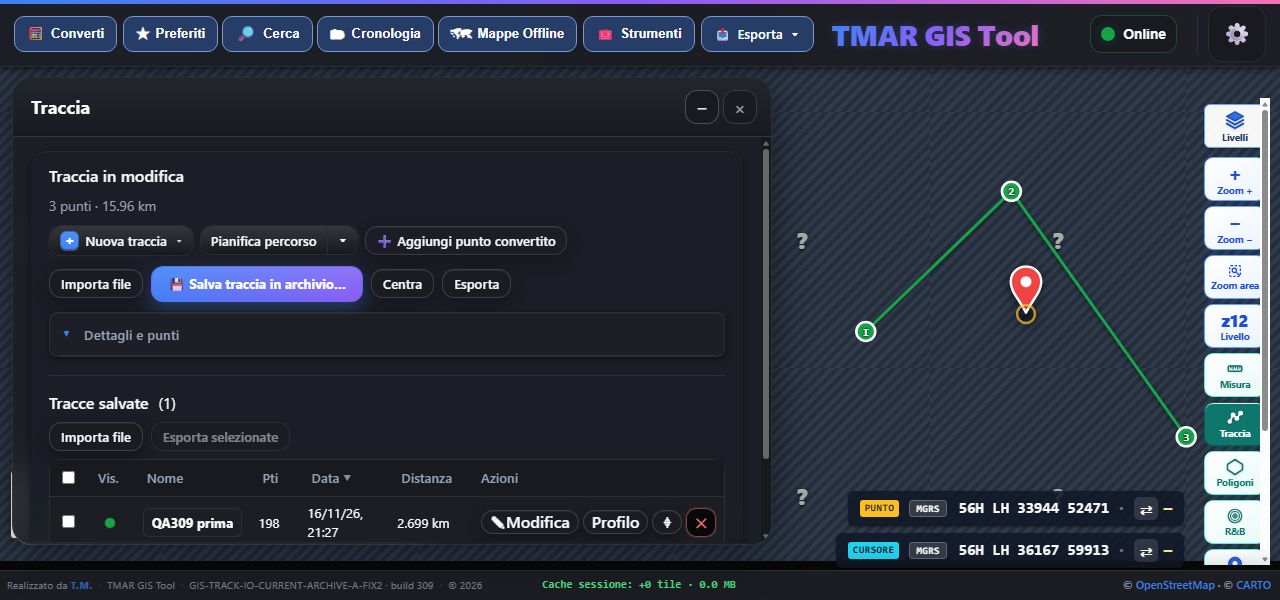 Converti
Preferiti
Cerca
Cronologia
Mappe Offline
Strumenti
Esporta
TMAR GIS Tool
Online
Traccia
Traccia in modifica
3 punti · 15.96 km
Nuova traccia
Pianifica percorso
Aggiungi punto convertito
Importa file
Salva traccia in archivio...
Centra
Esporta
Dettagli e punti
Tracce salvate (1)
Importa file
Esporta selezionate
Vis. Nome Pti Data ▼ Distanza Azioni
QA309 prima 198 16/11/26, 21:27 2.699 km Modifica Profilo
1
2
3
?
?
?
Livelli
+
Zoom +
−
Zoom −
Zoom area
z12
Livello
Misura
Traccia
Poligoni
R&B
PUNTO MGRS 56H LH 33944 52471
CURSORE MGRS 56H LH 36167 59913
Realizzato da T.M. · TMAR GIS Tool · GIS-TRACK-IO-CURRENT-ARCHIVE-A-FIX2 · build 309 · © 2026
Cache sessione: +0 tile · 0.0 MB
© OpenStreetMap · © CARTO